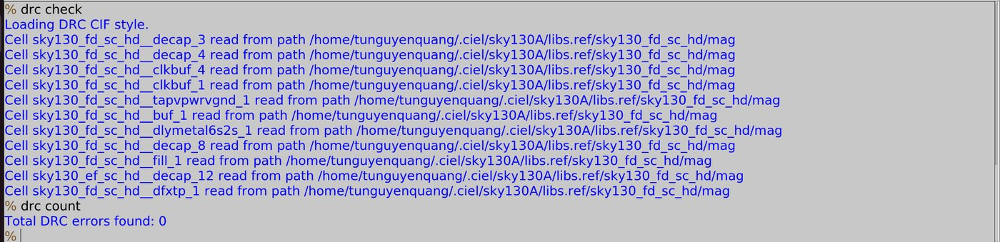 % drc check
Loading DRC CIF style.
Cell sky130_fd_sc_hd__decap_3 read from path /home/tunguyenquang/.ciel/sky130A/libs.ref/sky130_fd_sc_hd/mag
Cell sky130_fd_sc_hd__decap_4 read from path /home/tunguyenquang/.ciel/sky130A/libs.ref/sky130_fd_sc_hd/mag
Cell sky130_fd_sc_hd__clkbuf_4 read from path /home/tunguyenquang/.ciel/sky130A/libs.ref/sky130_fd_sc_hd/mag
Cell sky130_fd_sc_hd__clkbuf_1 read from path /home/tunguyenquang/.ciel/sky130A/libs.ref/sky130_fd_sc_hd/mag
Cell sky130_fd_sc_hd__tapvpwrvgnd_1 read from path /home/tunguyenquang/.ciel/sky130A/libs.ref/sky130_fd_sc_hd/mag
Cell sky130_fd_sc_hd__buf_1 read from path /home/tunguyenquang/.ciel/sky130A/libs.ref/sky130_fd_sc_hd/mag
Cell sky130_fd_sc_hd__dlymetal6s2s_1 read from path /home/tunguyenquang/.ciel/sky130A/libs.ref/sky130_fd_sc_hd/mag
Cell sky130_fd_sc_hd__decap_8 read from path /home/tunguyenquang/.ciel/sky130A/libs.ref/sky130_fd_sc_hd/mag
Cell sky130_fd_sc_hd__fill_1 read from path /home/tunguyenquang/.ciel/sky130A/libs.ref/sky130_fd_sc_hd/mag
Cell sky130_ef_sc_hd__decap_12 read from path /home/tunguyenquang/.ciel/sky130A/libs.ref/sky130_fd_sc_hd/mag
Cell sky130_fd_sc_hd__dfxtp_1 read from path /home/tunguyenquang/.ciel/sky130A/libs.ref/sky130_fd_sc_hd/mag
% drc count
Total DRC errors found: 0
%